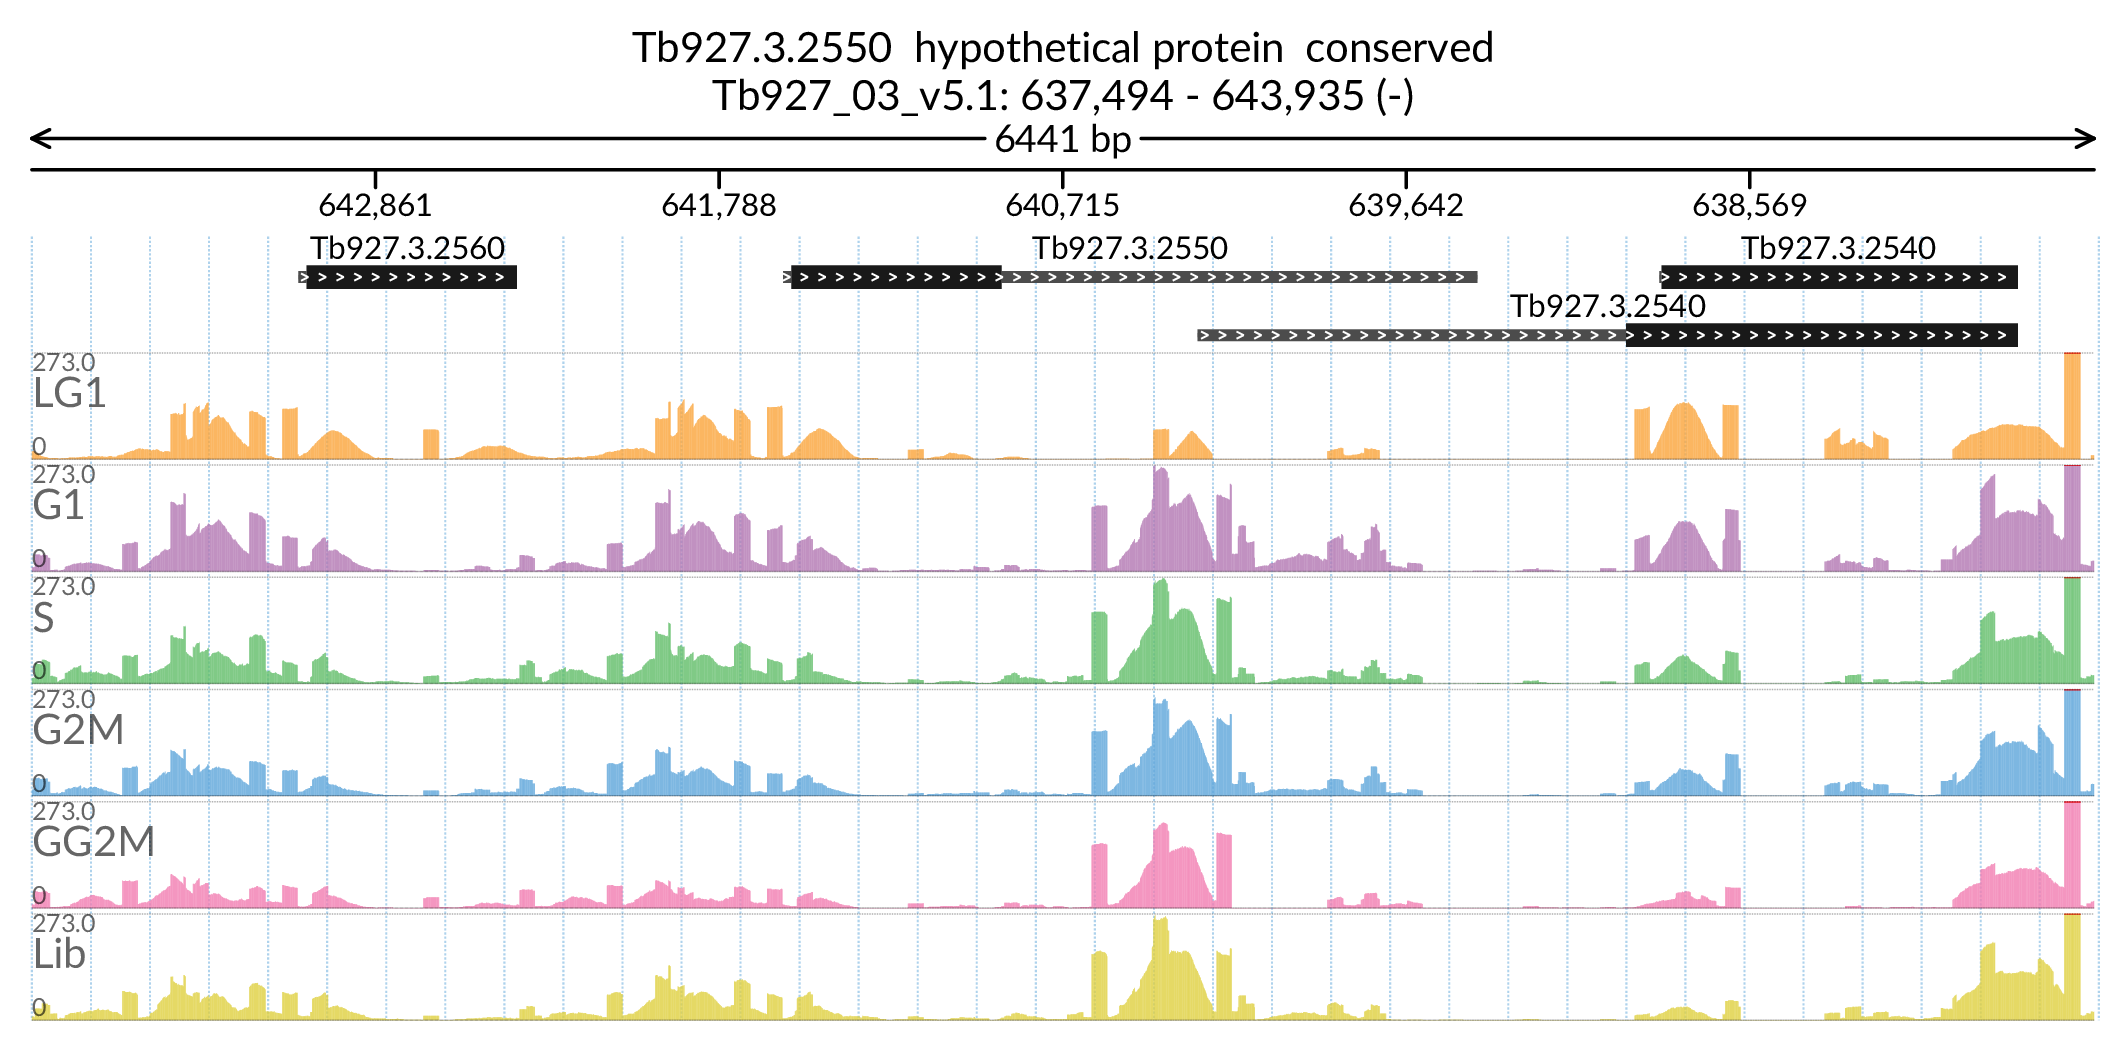 Tb927.3.2550  hypothetical protein  conserved
Tb927_03_v5.1: 637,494 - 643,935 (-)
6441 bp
642,861 641,788 640,715 639,642 638,569
Tb927.3.2560 Tb927.3.2550 Tb927.3.2540
Tb927.3.2540
273.0
LG1
0
273.0
G1
0
273.0
S
0
273.0
G2M
0
273.0
GG2M
0
273.0
Lib
0